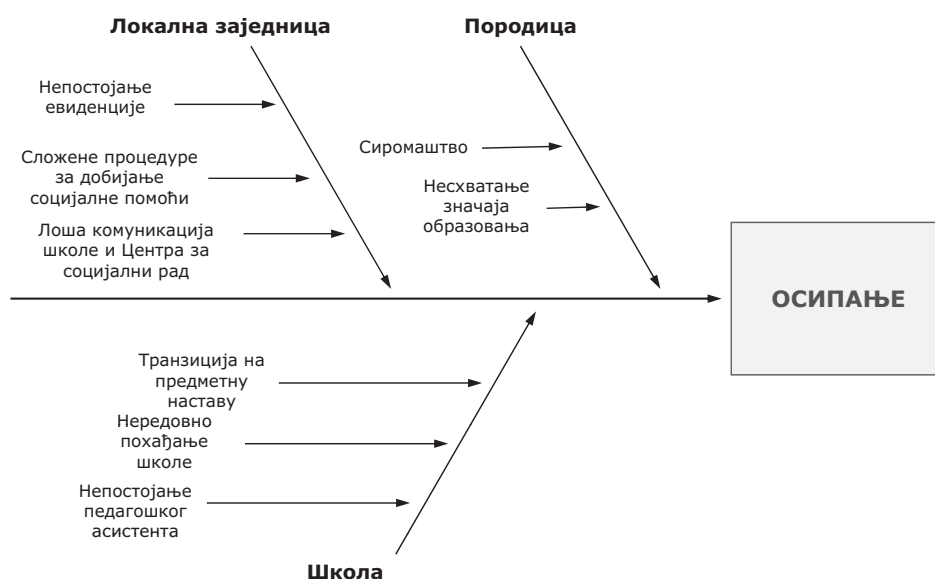 Локална заједница
Породица
Непостојање
евиденције
Сложене процедуре
за добијање
социјалне помоћи
Лоша комуникација
школе и Центра за
социјални рад
Сиромаштво
Несхватање
значаја
образовања
ОСИПАЊЕ
Транзиција на
предметну
наставу
Нередовно
похађање
школе
Непостојање
педагошког
асистента
Школа